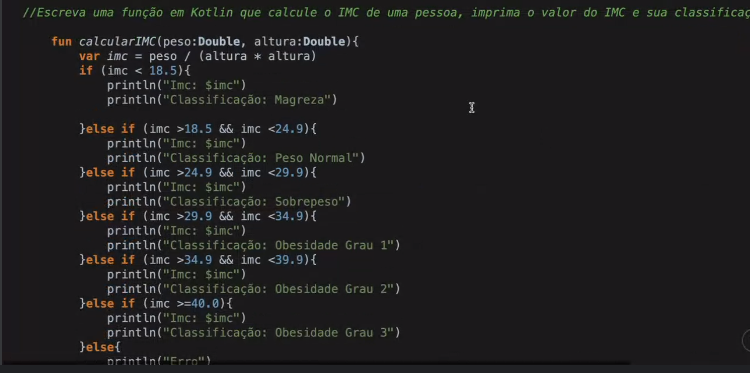 //Escreva uma função em Kotlin que calcule o IMC de uma pessoa, imprima o valor do IMC e sua
fun calcularIMC(peso:Double, altura:Double){
var imc = peso / (altura * altura)
if (imc < 18.5){
println("Imc: $imc")
println("Classificação: Magreza")
}else if (imc >18.5 && imc <24.9){
println("Imc: $imc")
println("Classificação: Peso Normal")
}else if (imc >24.9 && imc <29.9){
println("Imc: $imc")
println("Classificação: Sobrepeso")
}else if (imc >29.9 && imc <34.9){
println("Imc: $imc")
println("Classificação: Obesidade Grau 1")
}else if (imc >34.9 && imc <39.9){
println("Imc: $imc")
println("Classificação: Obesidade Grau 2")
}else if (imc >=40.0){
println("Imc: $imc")
println("Classificação: Obesidade Grau 3")
}else{
println("Erro")